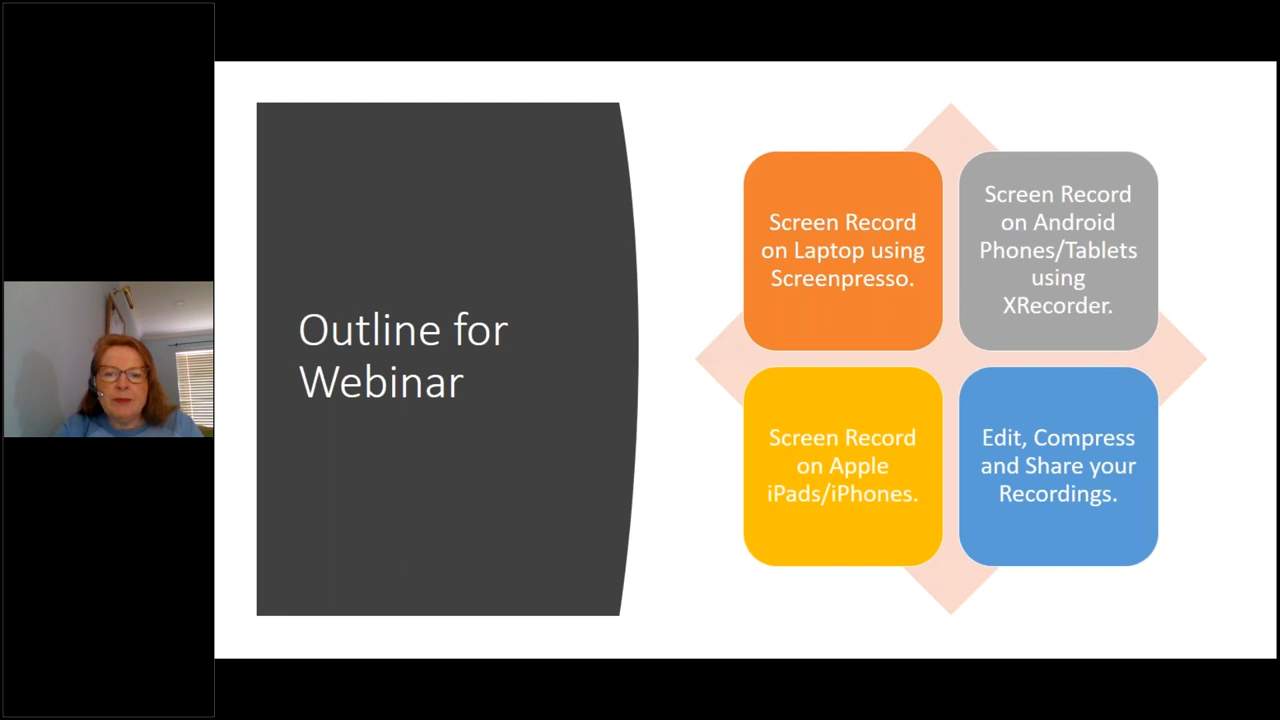 Outline for
Webinar
Screen Record
on Laptop using
Screenpresso.
Screen Record
on Android
Phones/Tablets
using
XRecorder.
Screen Record
on Apple
iPads/iPhones.
Edit, Compress
and Share your
Recordings.